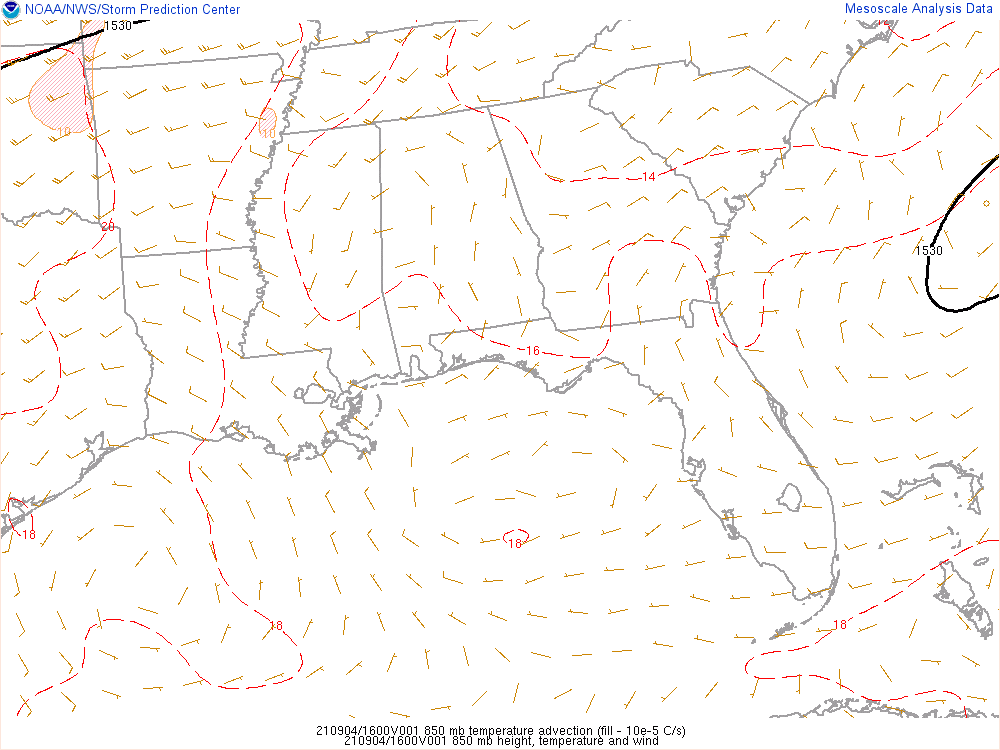 NOAA/NWS/Storm Prediction Center
Mesoscale Analysis Data
1530
10
10
14
20
1530
16
18
18
18
18
210904/1600V001 850 mb temperature advection (fill - 10e-5 C/s)
210904/1600V001 850 mb height, temperature and wind